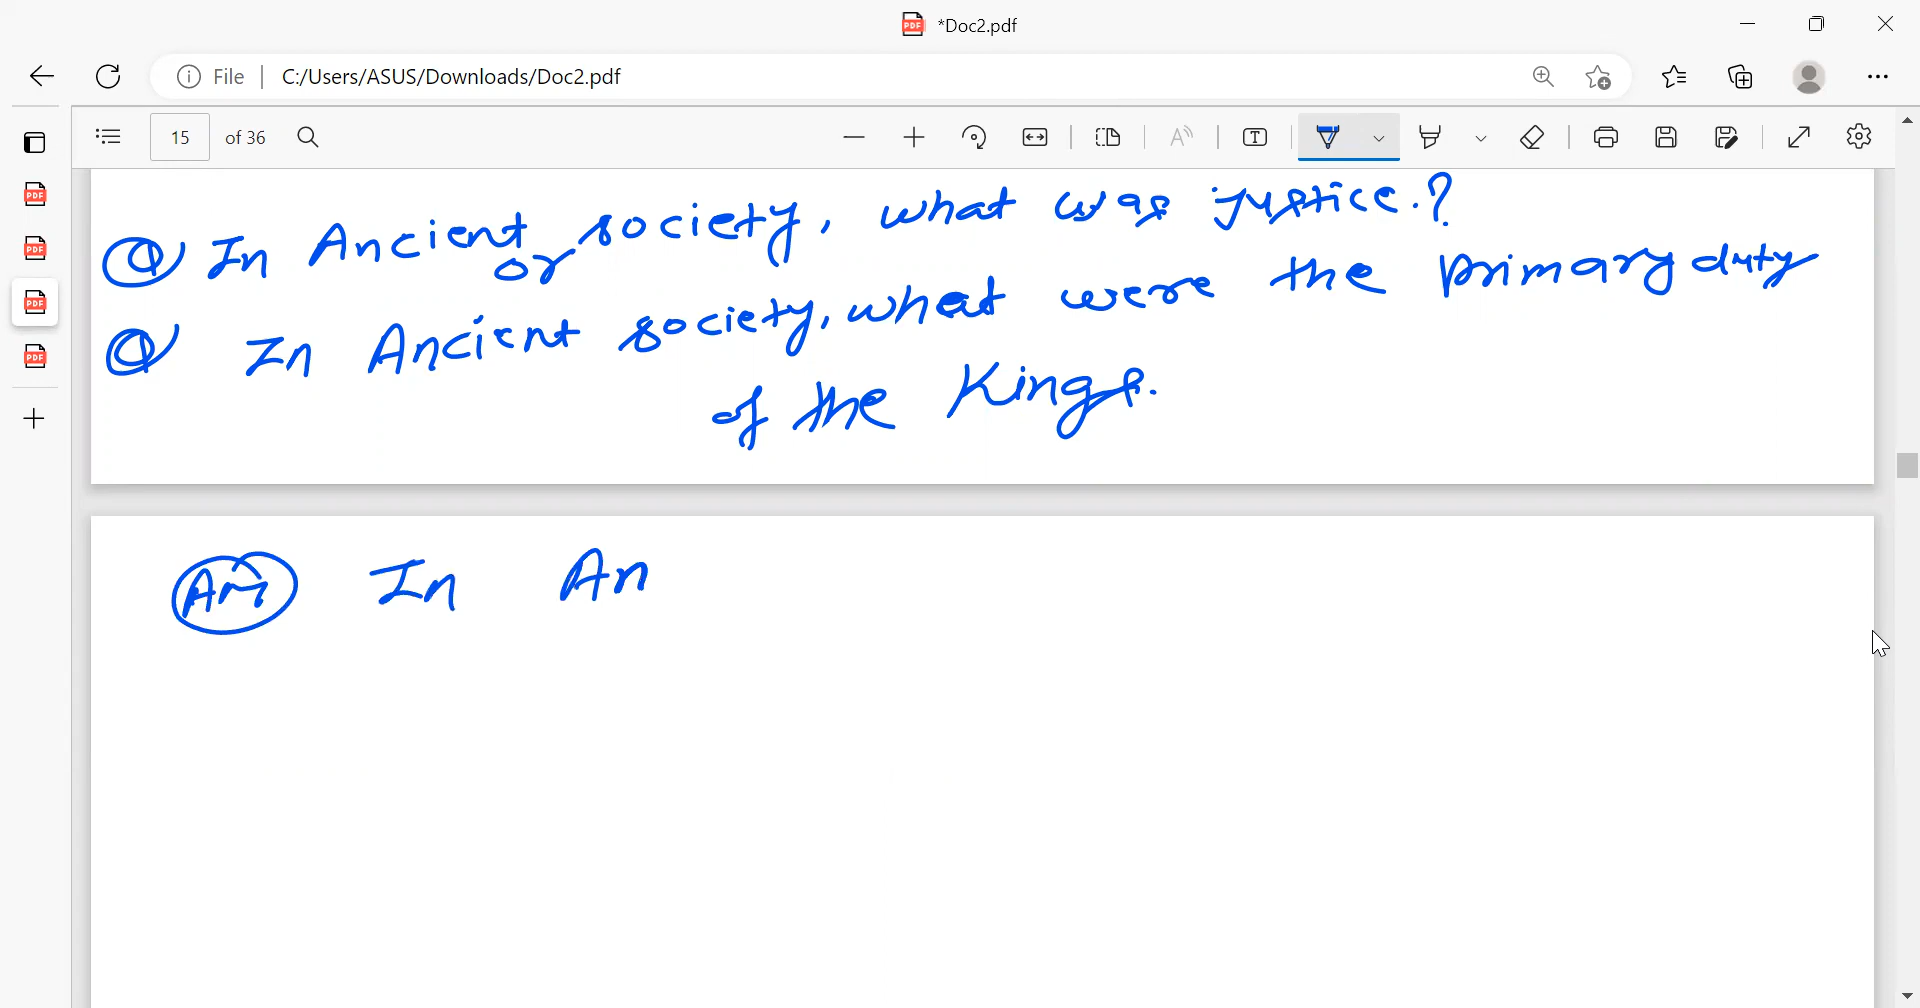 *Doc2.pdf
File | C:/Users/ASUS/Downloads/Doc2.pdf
15 of 36
Q In Ancient society, what was justice.?
or
Q In Ancient society, what were the primary duty
of the Kings.
Ans In An